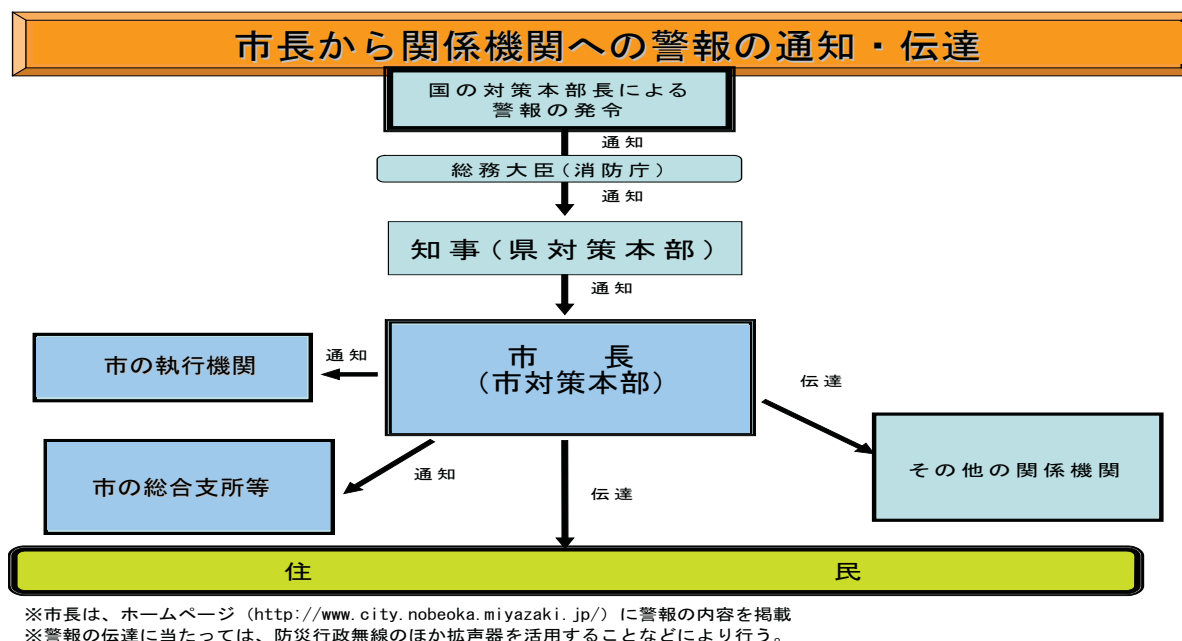 市長から関係機関への警報の通知・伝達
国の対策本部長による
警報の発令
通知
総務大臣(消防庁)
通知
知事(県対策本部)
通知
市　　長
(市対策本部)
通知
市の執行機関
伝達
その他の関係機関
通知
市の総合支所等
伝達
住　　民
※市長は、ホームページ (http://www.city.nobeoka.miyazaki.jp/) に警報の内容を掲載
※警報の伝達に当たっては、防災行政無線のほか拡声器を活用することなどにより行う。